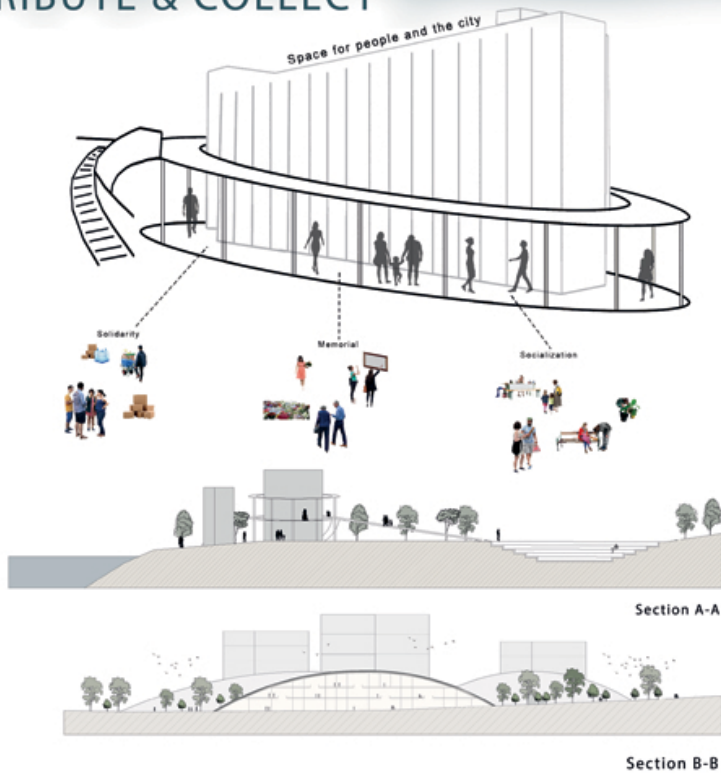 RIBUTE & COLLECT
Space for people and the city
Solidarity
Memorial
Socialization
Section A-A
Section B-B